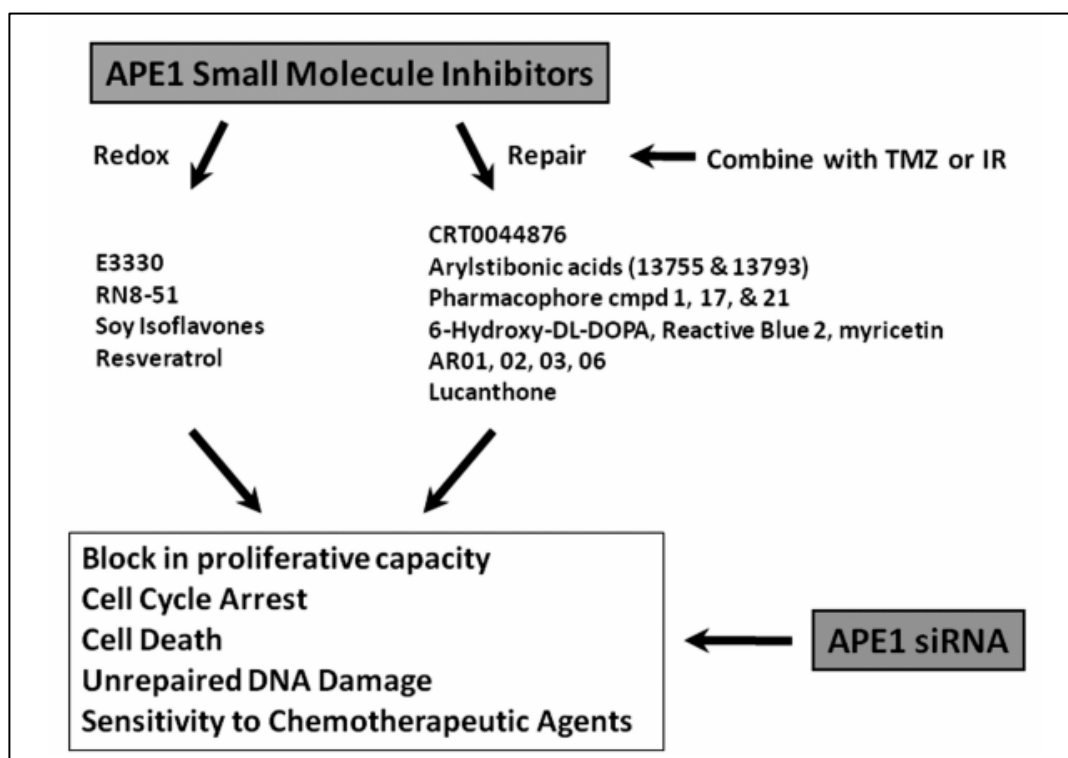 APE1 Small Molecule Inhibitors
Redox
Repair
Combine with TMZ or IR
E3330
RN8-51
Soy Isoflavones
Resveratrol
CRT0044876
Arylstibonic acids (13755 & 13793)
Pharmacophore cmpd 1, 17, & 21
6-Hydroxy-DL-DOPA, Reactive Blue 2, myricetin
AR01, 02, 03, 06
Lucanthone
Block in proliferative capacity
Cell Cycle Arrest
Cell Death
Unrepaired DNA Damage
Sensitivity to Chemotherapeutic Agents
APE1 siRNA